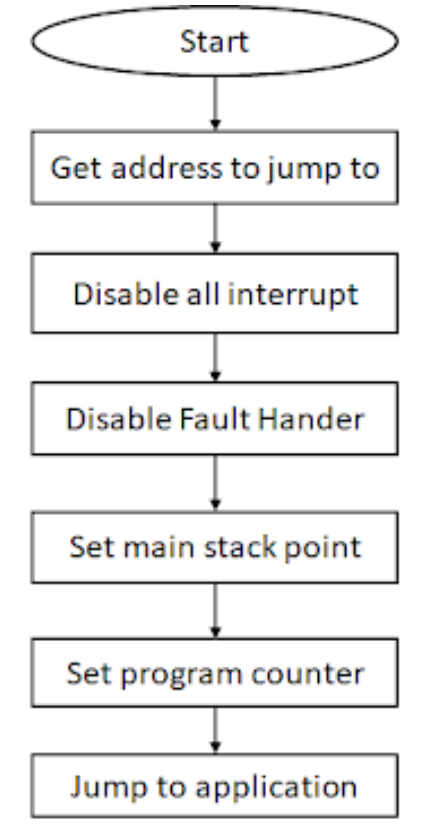 Start
Get address to jump to
Disable all interrupt
Disable Fault Hander
Set main stack point
Set program counter
Jump to application